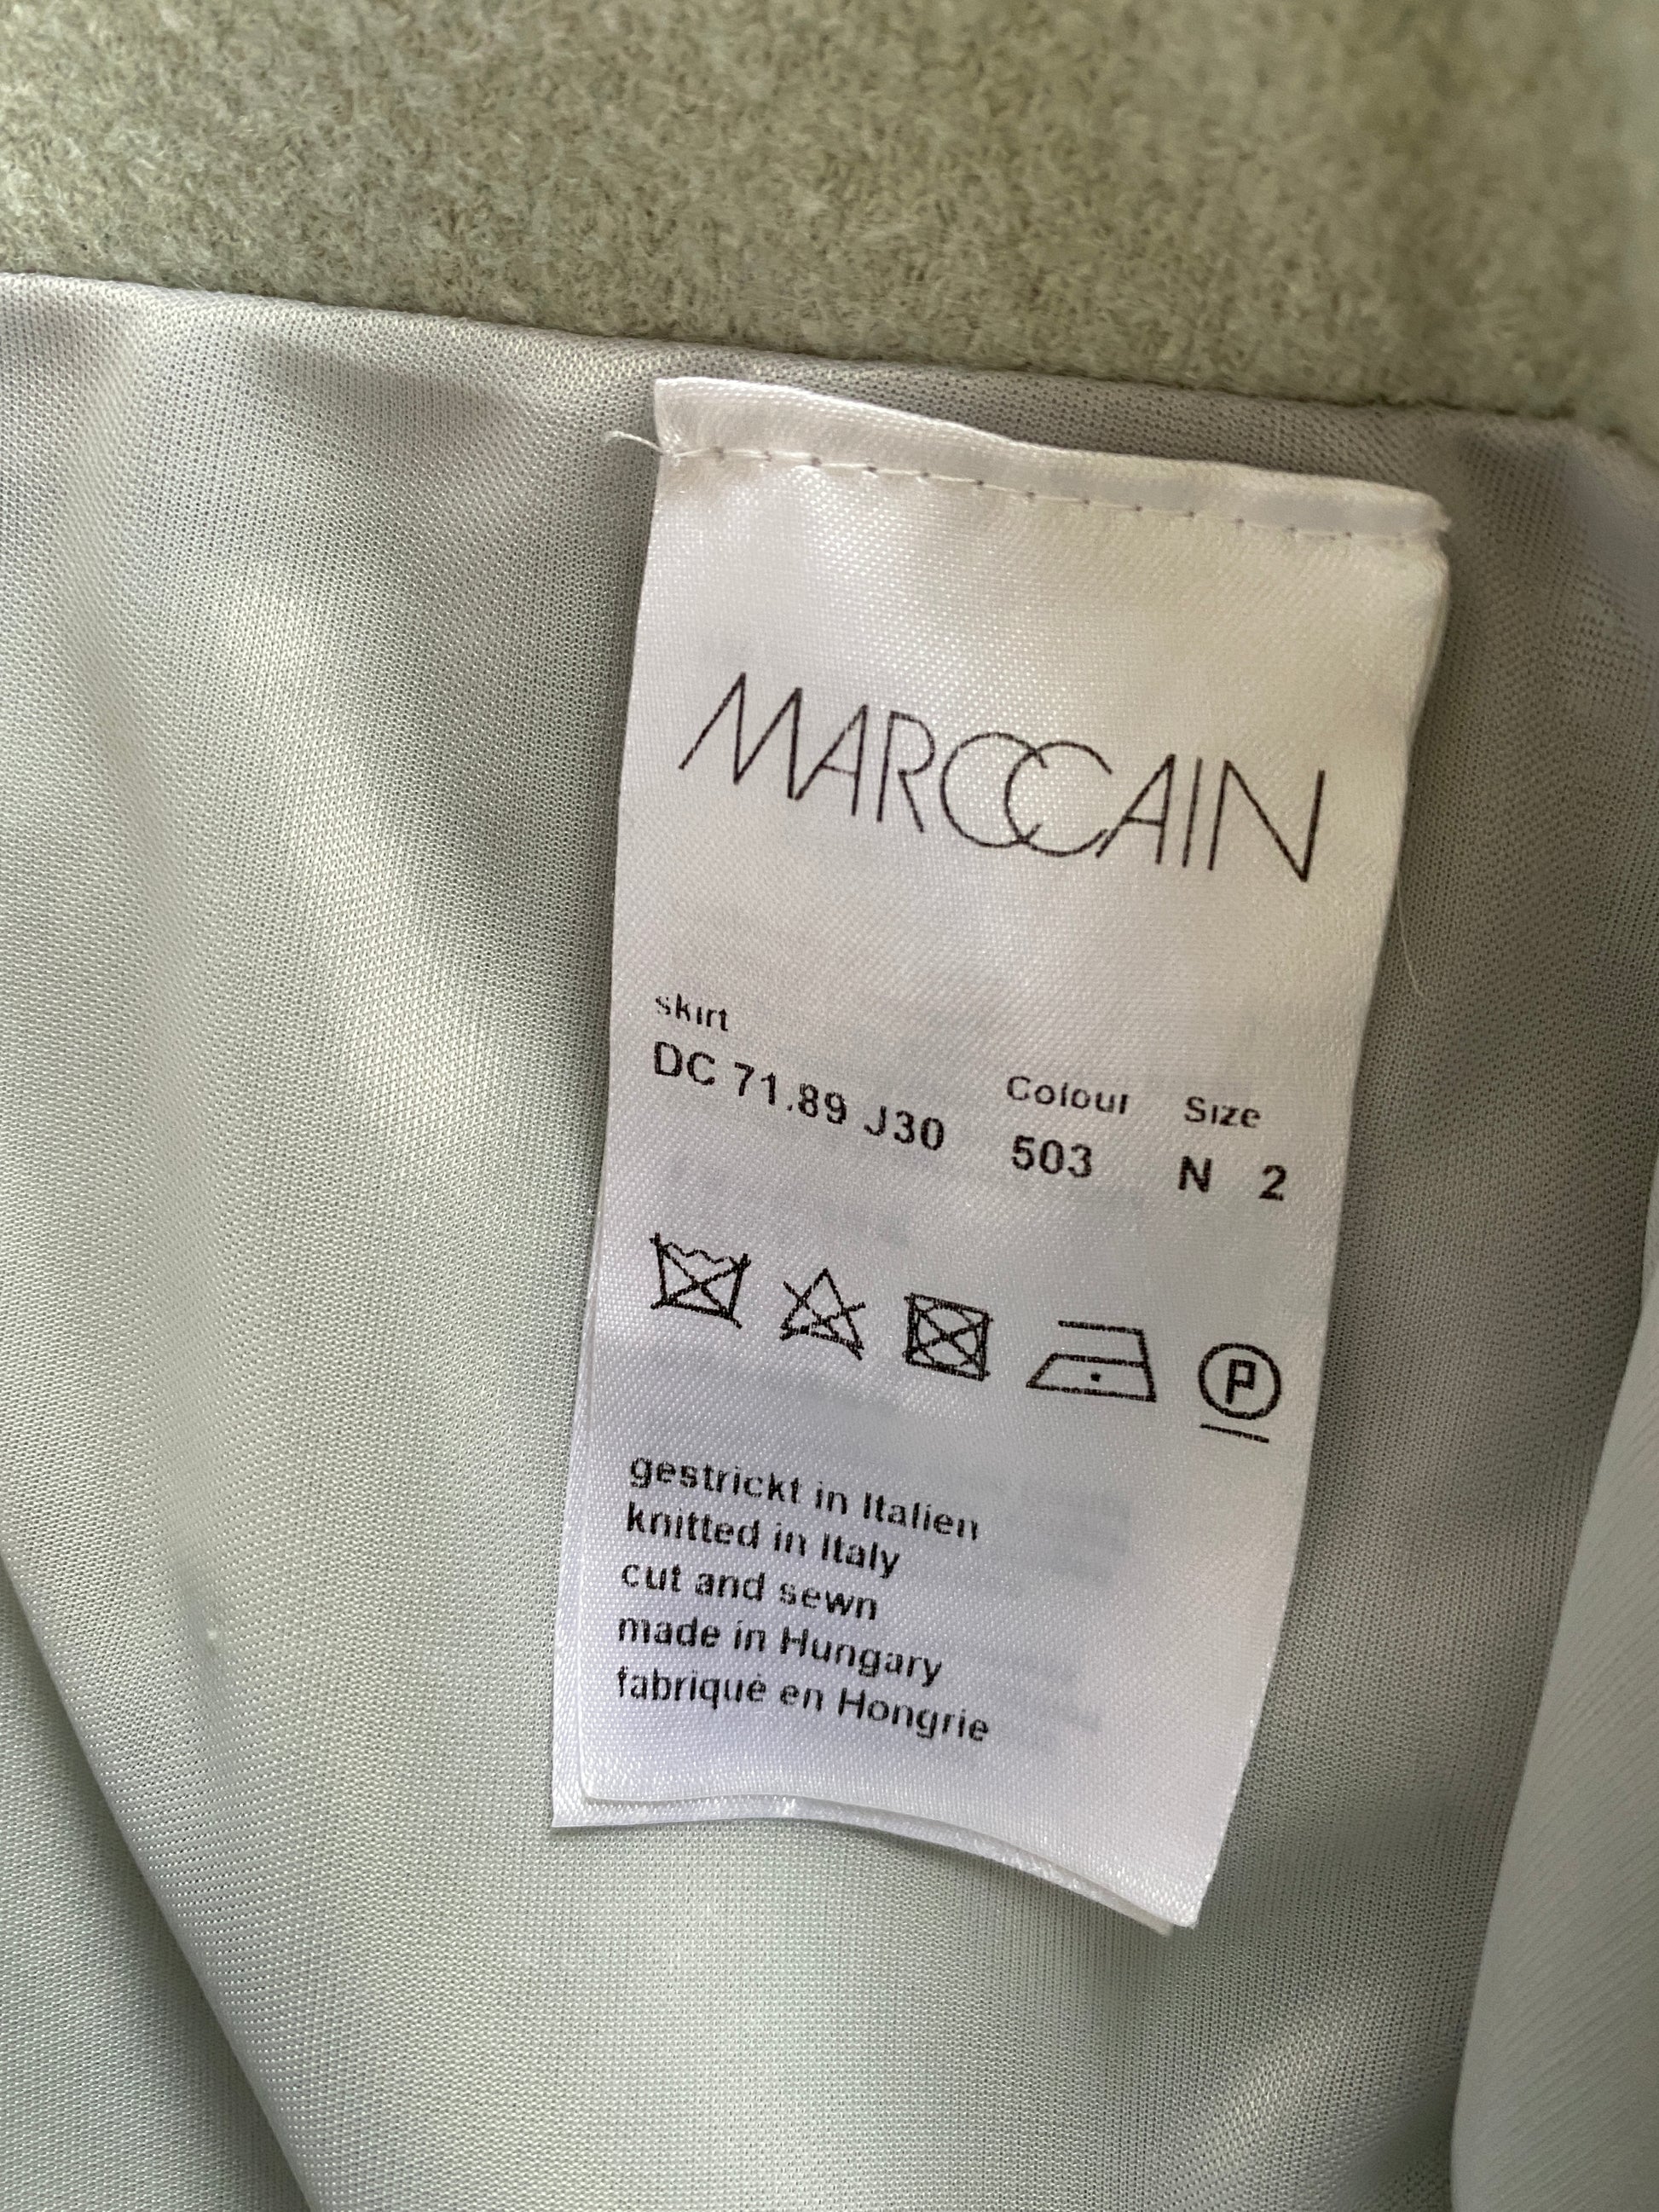 MARCCAIN
skirt
DC 71.89 J30 Colour Size
503 N 2
P
gestrickt in Italien
knitted in Italy
cut and sewn
made in Hungary
fabriqué en Hongrie